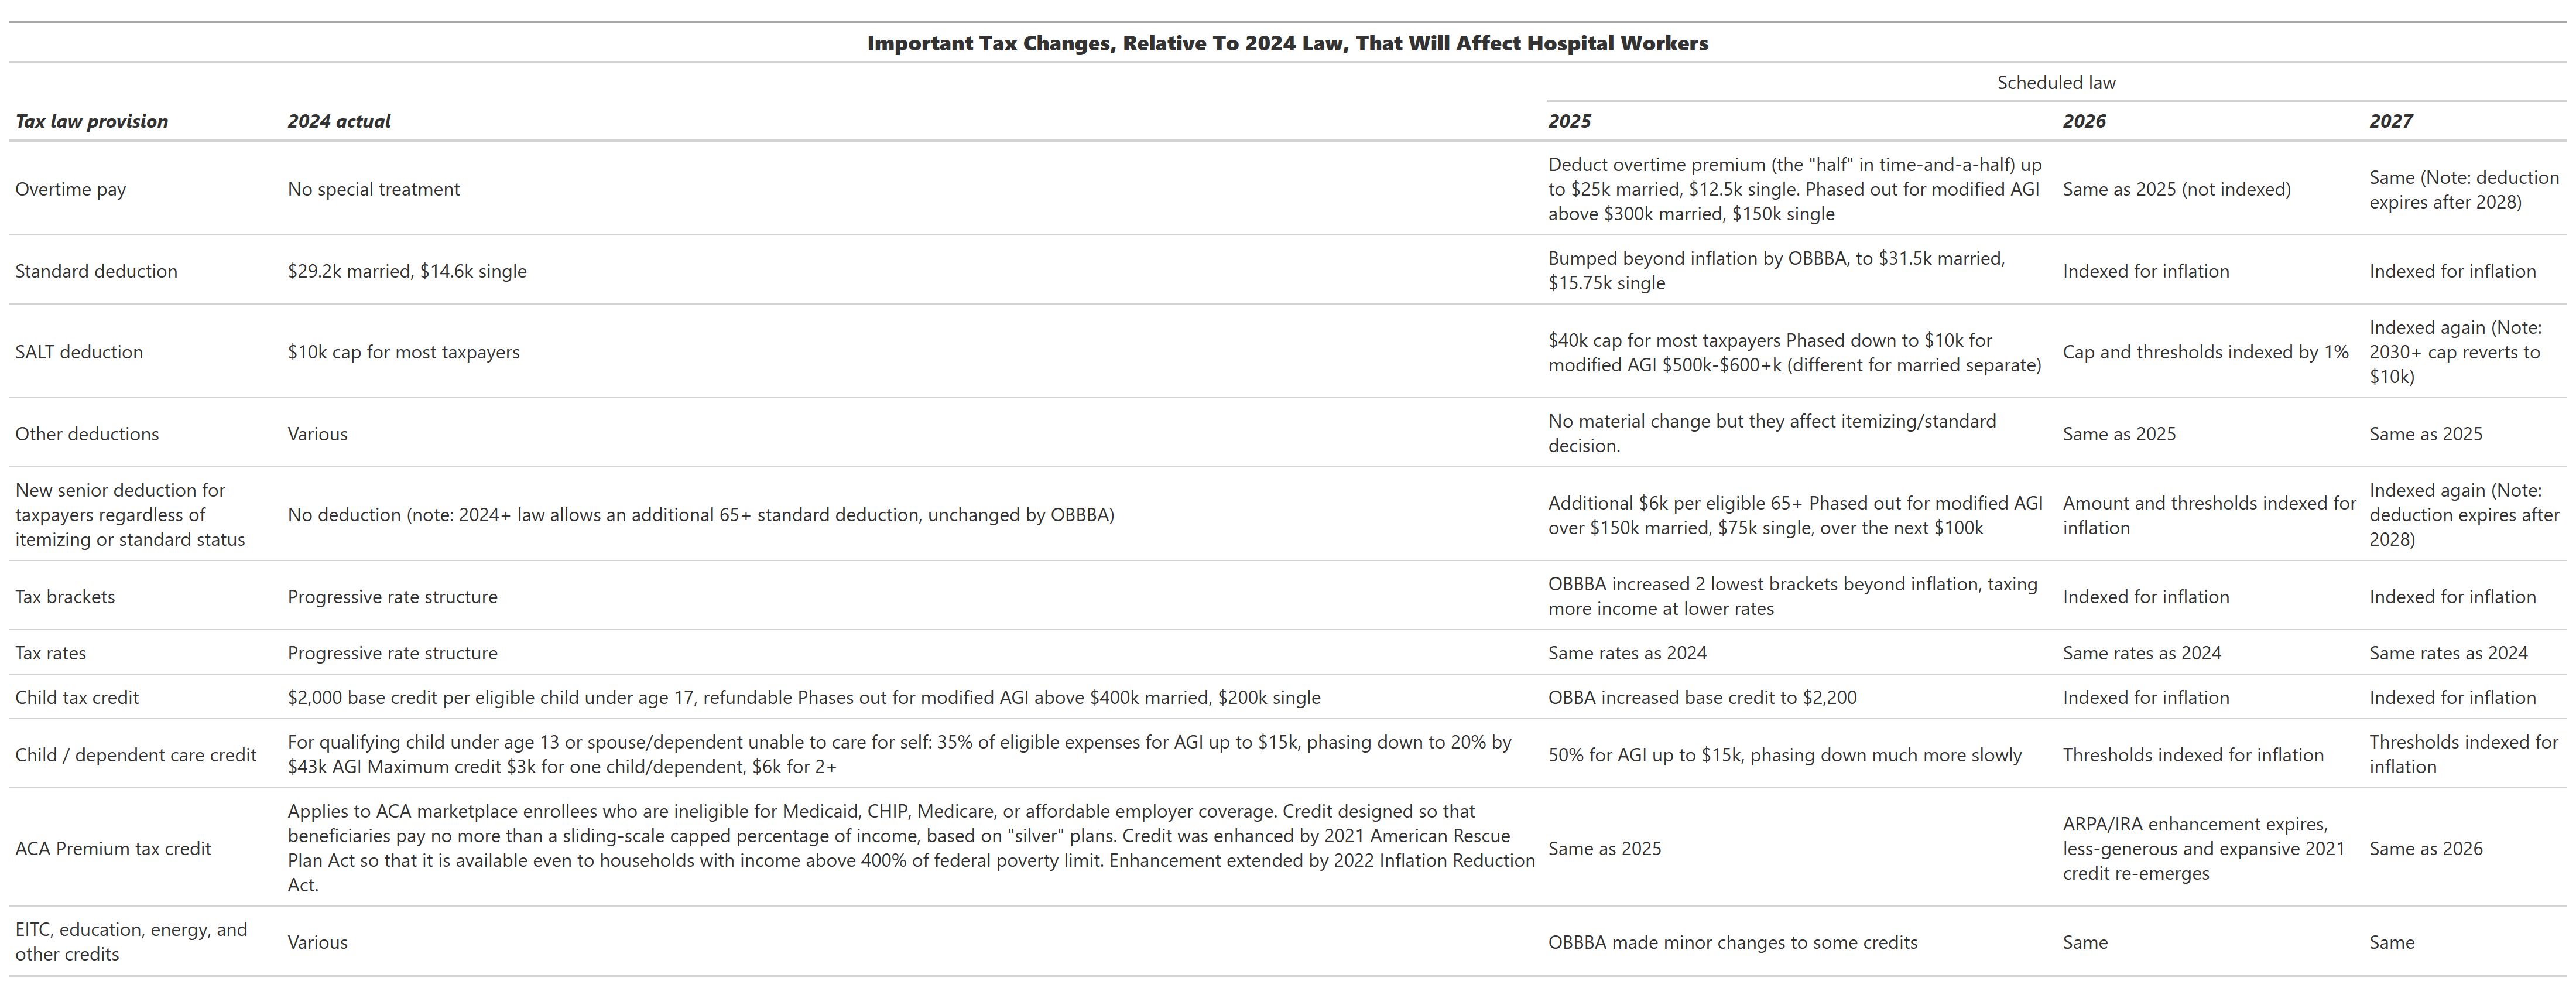 Important Tax Changes, Relative To 2024 Law, That Will Affect Hospital Workers
Scheduled law
Tax law provision
2024 actual
2025
2026
2027
Overtime pay
No special treatment
Deduct overtime premium (the "half" in time-and-a-half) up
to $25k married, $12.5k single. Phased out for modified AGI
above $300k married, $150k single
Same as 2025 (not indexed)
Same (Note: deduction
expires after 2028)
Standard deduction
$29.2k married, $14.6k single
Bumped beyond inflation by OBBBA, to $31.5k married,
$15.75k single
Indexed for inflation
Indexed for inflation
SALT deduction
$10k cap for most taxpayers
$40k cap for most taxpayers Phased down to $10k for
modified AGI $500k-$600+k (different for married separate)
Cap and thresholds indexed by 1%
Indexed again (Note:
2030+ cap reverts to
$10k)
Other deductions
Various
No material change but they affect itemizing/standard
decision.
Same as 2025
Same as 2025
New senior deduction for
taxpayers regardless of
itemizing or standard status
No deduction (note: 2024+ law allows an additional 65+ standard deduction, unchanged by OBBBA)
Additional $6k per eligible 65+ Phased out for modified AGI
over $150k married, $75k single, over the next $100k
Amount and thresholds indexed for
inflation
Indexed again (Note:
deduction expires after
2028)
Tax brackets
Progressive rate structure
OBBBA increased 2 lowest brackets beyond inflation, taxing
more income at lower rates
Indexed for inflation
Indexed for inflation
Tax rates
Progressive rate structure
Same rates as 2024
Same rates as 2024
Same rates as 2024
Child tax credit
$2,000 base credit per eligible child under age 17, refundable Phases out for modified AGI above $400k married, $200k single
OBBA increased base credit to $2,200
Indexed for inflation
Indexed for inflation
Child / dependent care credit
For qualifying child under age 13 or spouse/dependent unable to care for self: 35% of eligible expenses for AGI up to $15k, phasing down to 20% by
$43k AGI Maximum credit $3k for one child/dependent, $6k for 2+
50% for AGI up to $15k, phasing down much more slowly
Thresholds indexed for inflation
Thresholds indexed for
inflation
ACA Premium tax credit
Applies to ACA marketplace enrollees who are ineligible for Medicaid, CHIP, Medicare, or affordable employer coverage. Credit designed so that
beneficiaries pay no more than a sliding-scale capped percentage of income, based on "silver" plans. Credit was enhanced by 2021 American Rescue
Plan Act so that it is available even to households with income above 400% of federal poverty limit. Enhancement extended by 2022 Inflation Reduction
Act.
Same as 2025
ARPA/IRA enhancement expires,
less-generous and expansive 2021
credit re-emerges
Same as 2026
EITC, education, energy, and
other credits
Various
OBBBA made minor changes to some credits
Same
Same